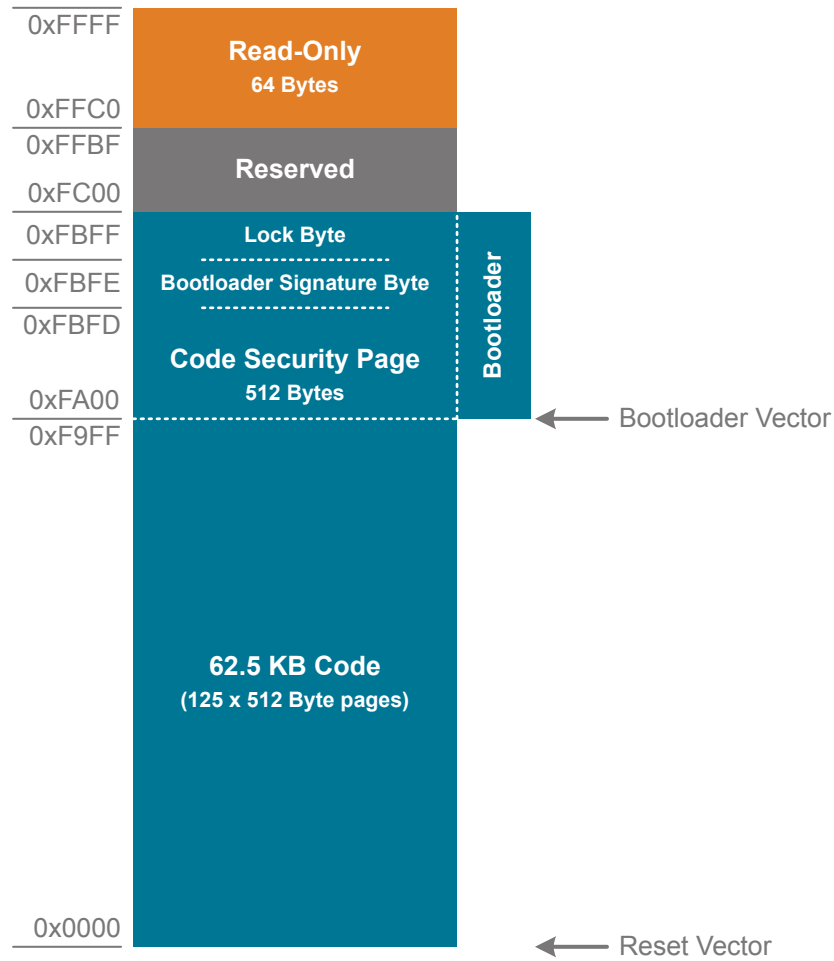 0xFFFF
Read-Only
64 Bytes
0xFFC0
0xFFBF
Reserved
0xFC00
0xFBFF
Lock Byte
0xFBFE
Bootloader Signature Byte
0xFBFD
Bootloader
Code Security Page
512 Bytes
0xFA00
Bootloader Vector
0xF9FF
62.5 KB Code
(125 x 512 Byte pages)
0x0000
Reset Vector